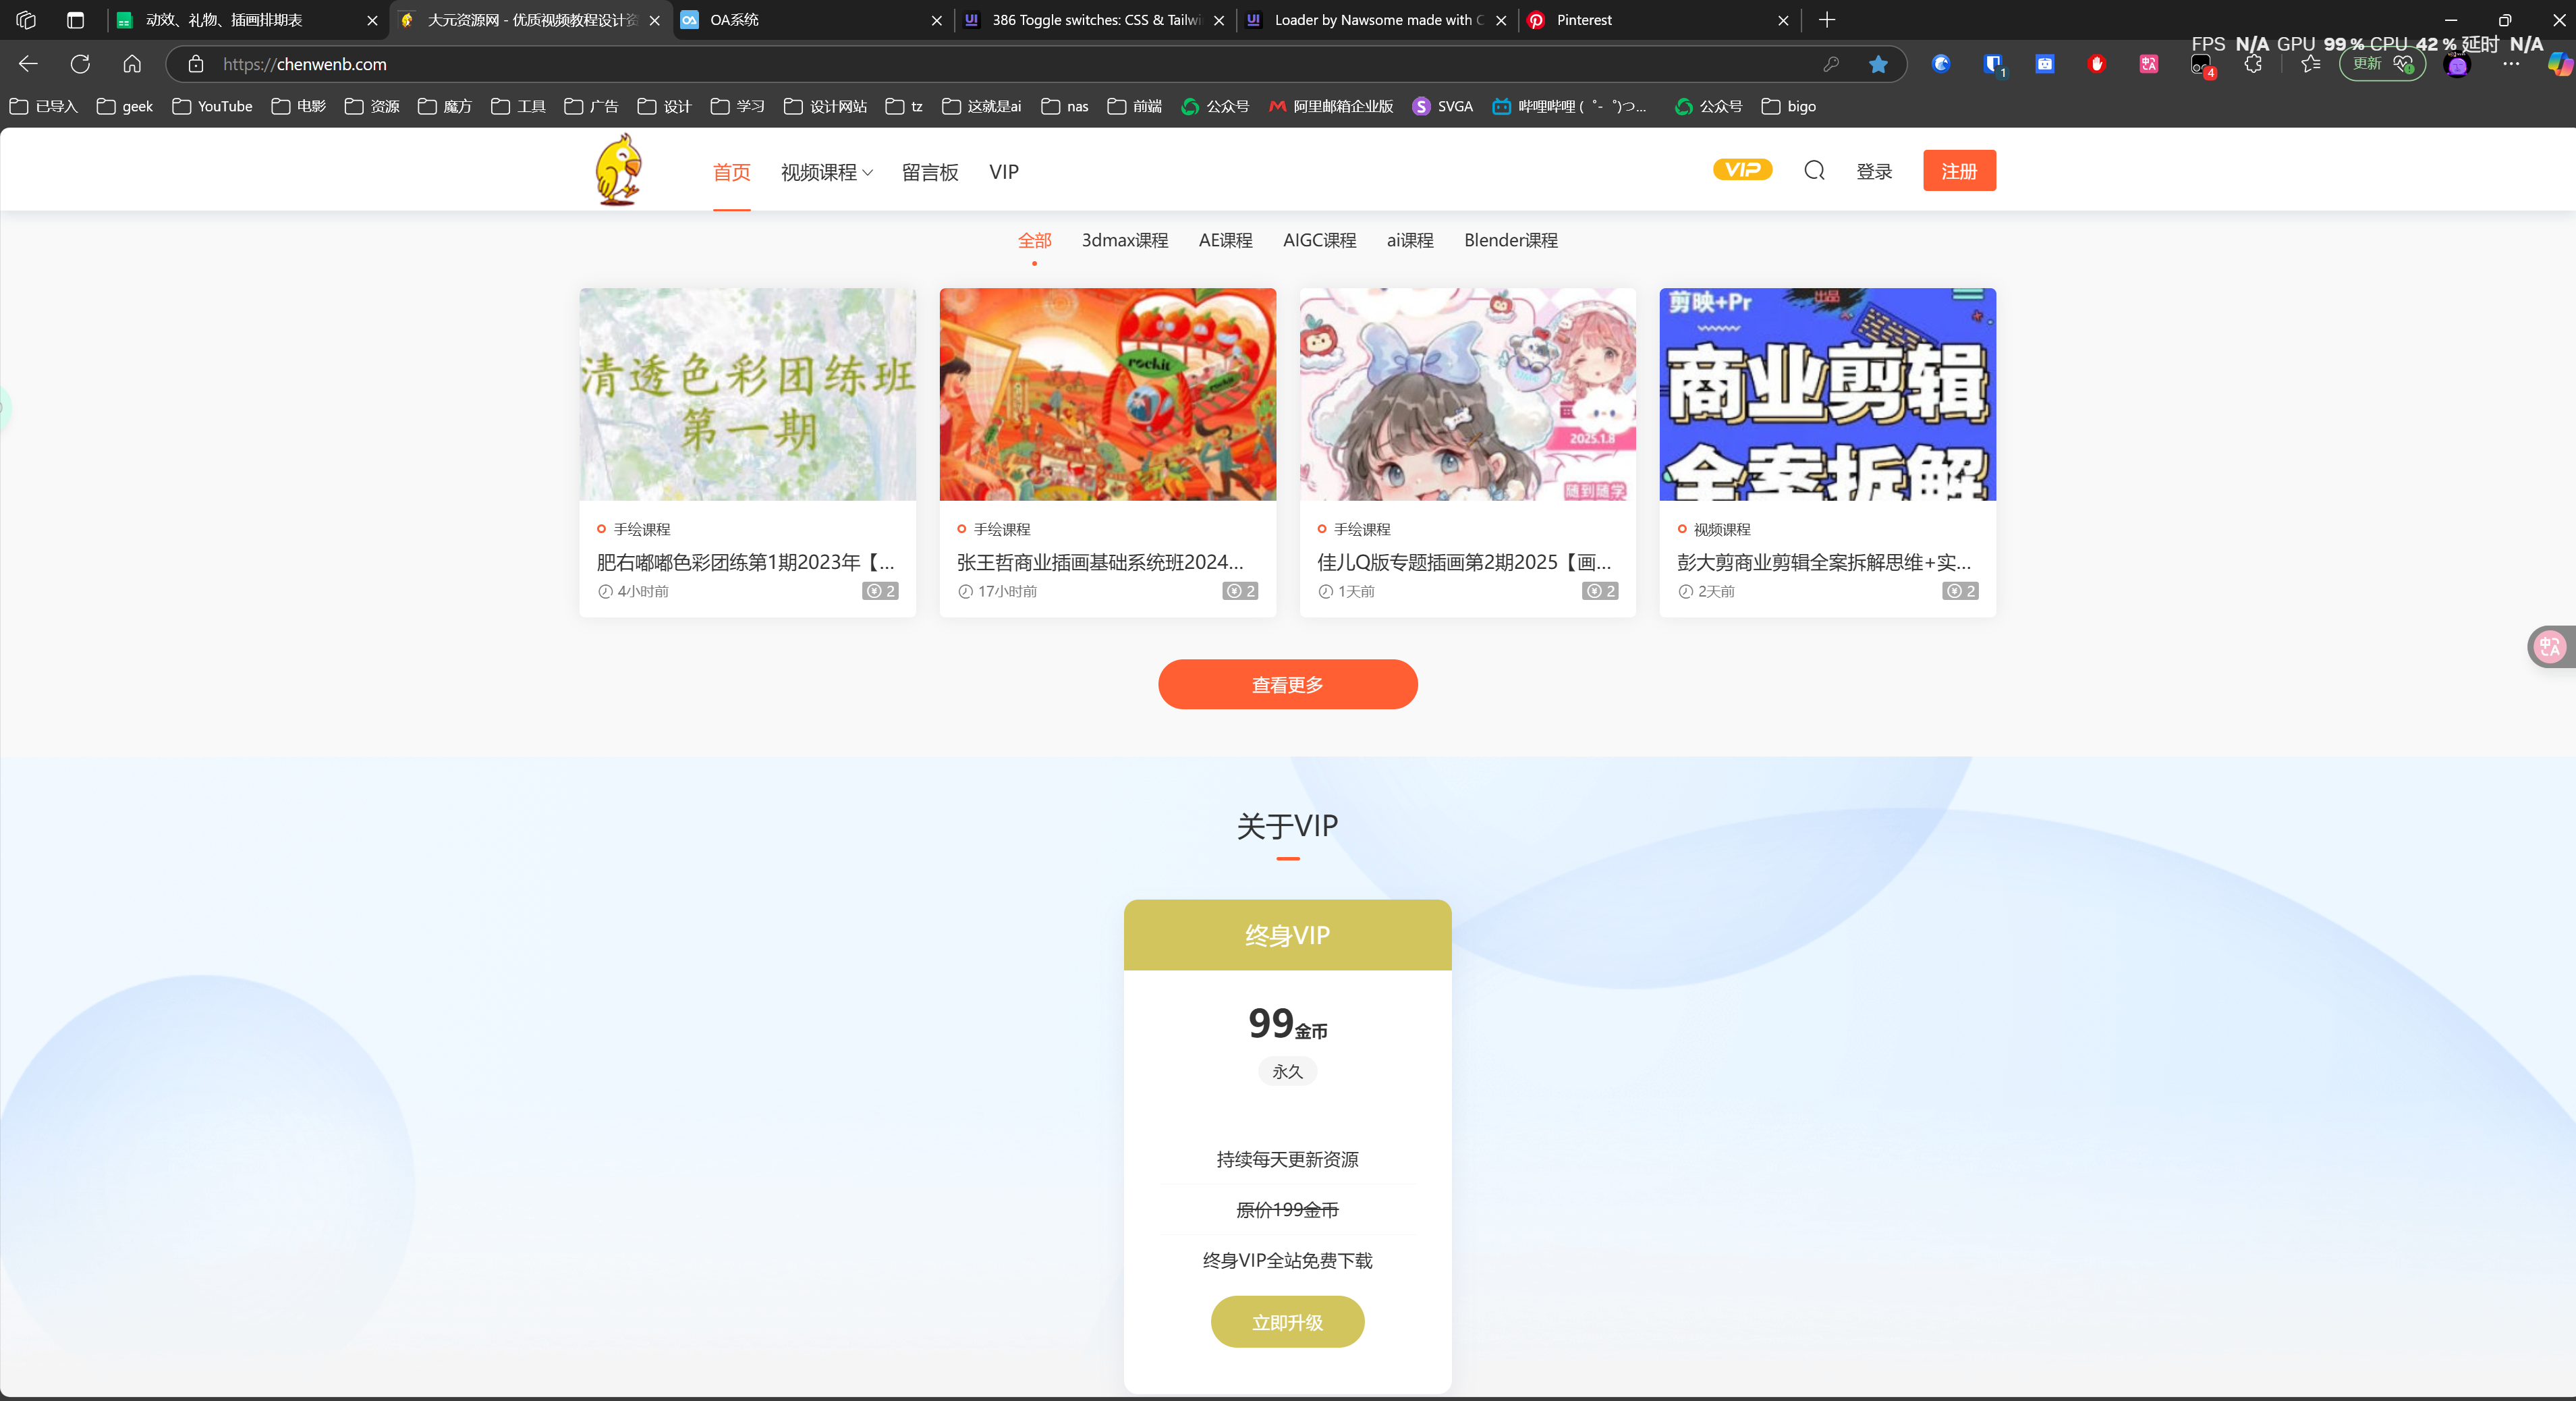 动效、礼物、插画排期表
大元资源网 - 优质视频教程设计资
OA系统
386 Toggle switches: CSS & Tailwi
Loader by Nawsome made with C
Pinterest
https://chenwenb.com
FPS N/A GPU 99 % CPU 42 % 延时 N/A
1
4
更新
已导入 geek YouTube 电影 资源 魔方 工具 广告 设计 学习 设计网站 tz 这就是ai nas 前端 公众号 阿里邮箱企业版 SVGA 哔哩哔哩 (゜-゜)つ... 公众号 bigo
首页 视频课程 留言板 VIP
VIP 登录 注册
全部 3dmax课程 AE课程 AIGC课程 ai课程 Blender课程
清透色彩团练班
第一期
rockit
2025.1.8
随到随学
剪映+Pr
出品
商业剪辑
全案拆解
手绘课程
肥右嘟嘟色彩团练第1期2023年【...
4小时前 2
手绘课程
张王哲商业插画基础系统班2024...
17小时前 2
手绘课程
佳儿Q版专题插画第2期2025【画...
1天前 2
视频课程
彭大剪商业剪辑全案拆解思维+实...
2天前 2
查看更多
关于VIP
终身VIP
99金币
永久
持续每天更新资源
原价199金币
终身VIP全站免费下载
立即升级